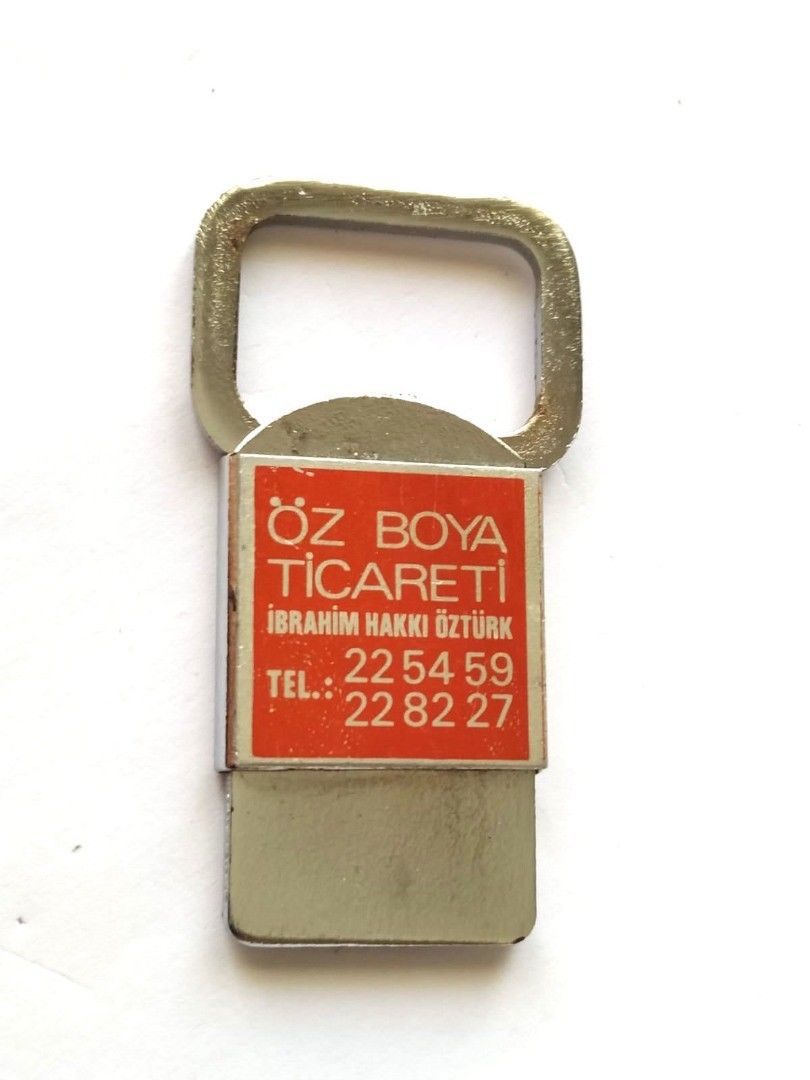 ÖZ BOYA
TİCARETİ
İBRAHİM HAKKI ÖZTÜRK
TEL.: 22 54 59
22 82 27